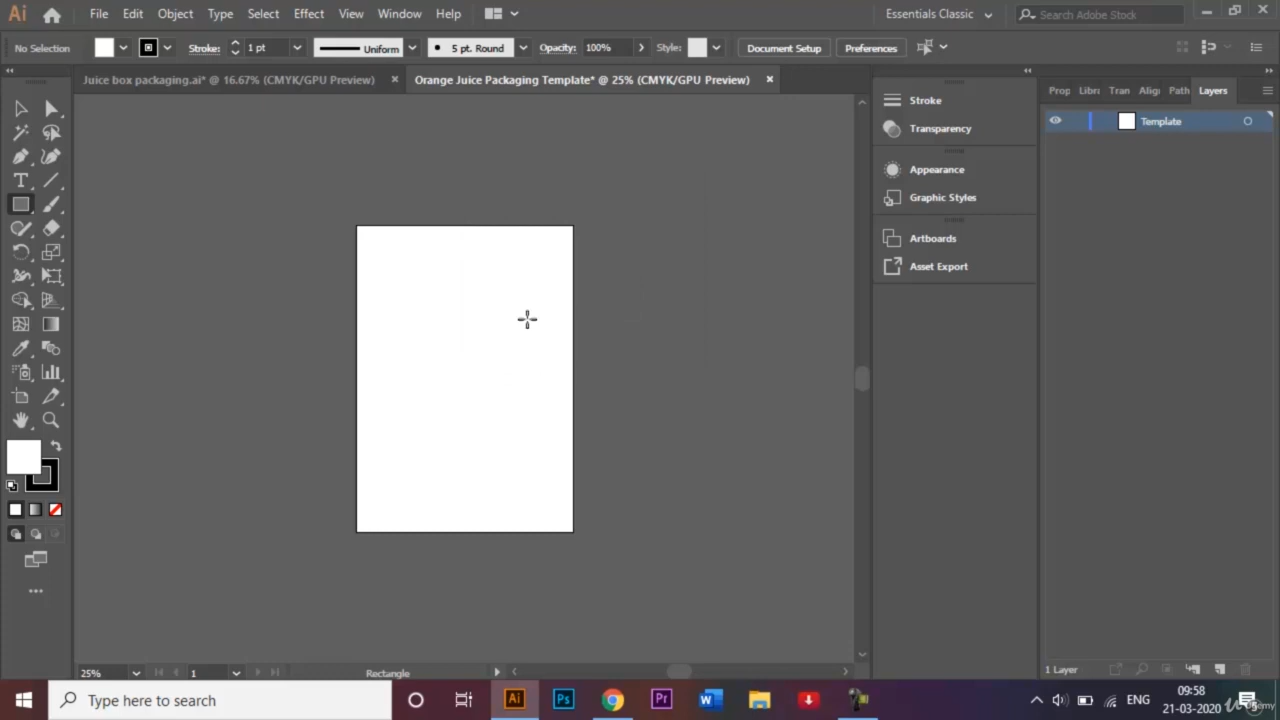 Ai File Edit Object Type Select Effect View Window Help Essentials Classic Search Adobe Stock
No Selection Stroke: 1 pt Uniform 5 pt. Round Opacity: 100% Style: Document Setup Preferences
Juice box packaging.ai* @ 16.67% (CMYK/GPU Preview) Orange Juice Packaging Template* @ 25% (CMYK/GPU Preview)
Stroke
Transparency
Appearance
Graphic Styles
Artboards
Asset Export
Prop Libr Tran Alig Path Layers
Template
1 Layer
25% 1 Rectangle
Type here to search Ai Ps Pr W ENG 09:58
21-03-2020